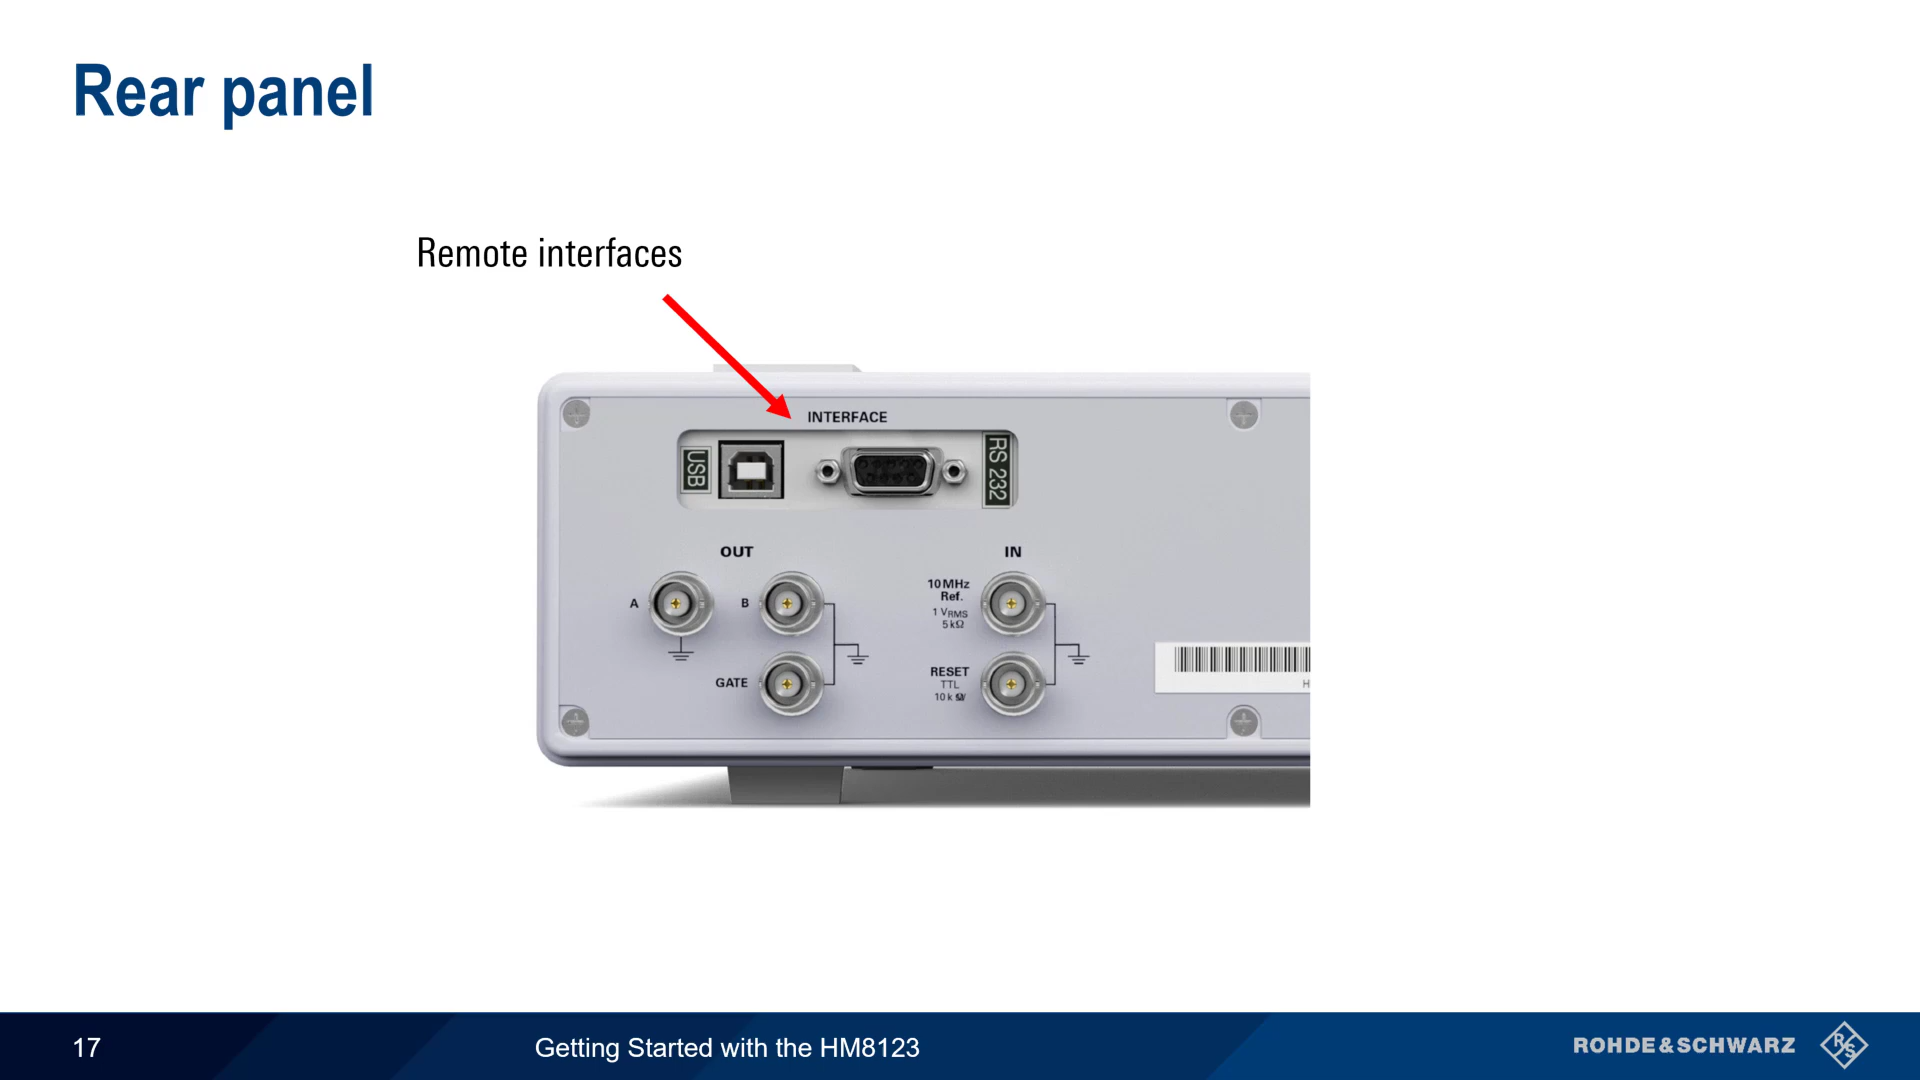 Rear panel
Remote interfaces
INTERFACE
USB
RS 232
OUT
IN
A
B
10 MHz
Ref.
1 VRMS
5 kΩ
GATE
RESET
TTL
10 k
H
17
Getting Started with the HM8123
ROHDE&SCHWARZ
R&S